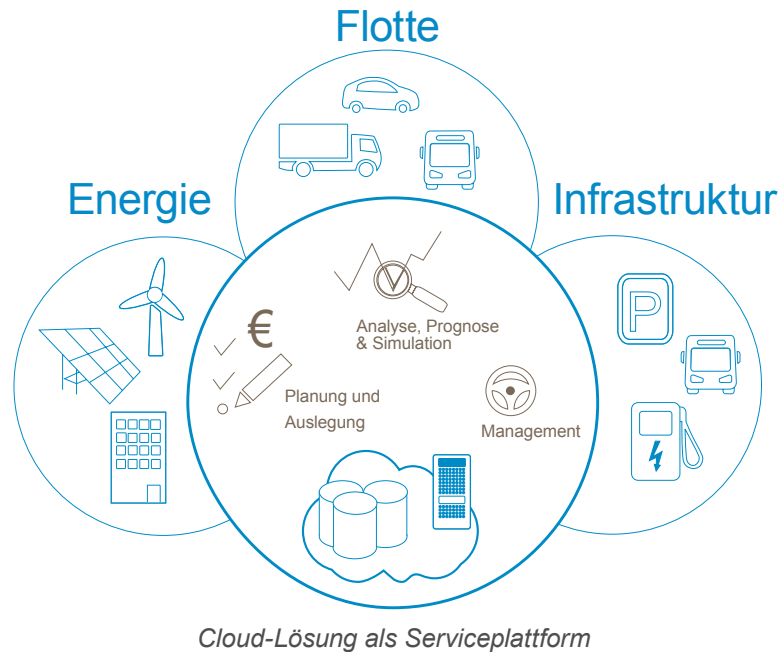 Flotte
Energie
Infrastruktur
€
Analyse, Prognose
& Simulation
Planung und
Auslegung
Management
P
Cloud-Lösung als Serviceplattform